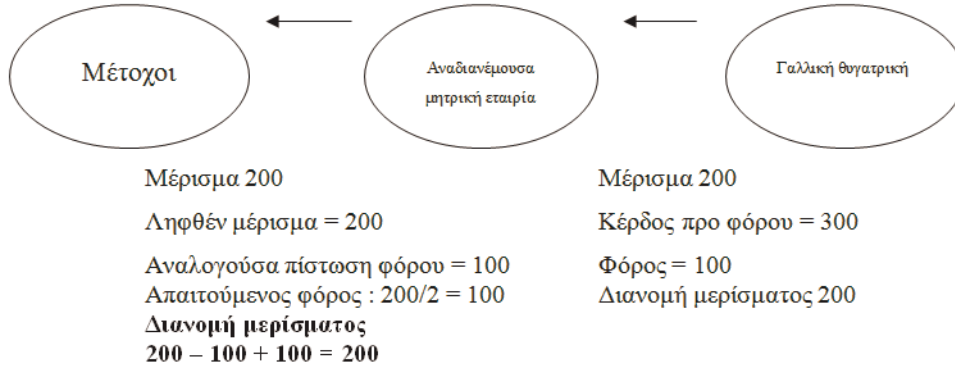 Μέτοχοι
Αναδιανέμουσα
μητρική εταιρία
Γαλλική θυγατρική
Μέρισμα 200
Ληφθέν μέρισμα = 200
Αναλογούσα πίστωση φόρου = 100
Απαιτούμενος φόρος : 200/2 = 100
Διανομή μερίσματος
200 – 100 + 100 = 200
Μέρισμα 200
Κέρδος προ φόρου = 300
Φόρος = 100
Διανομή μερίσματος 200